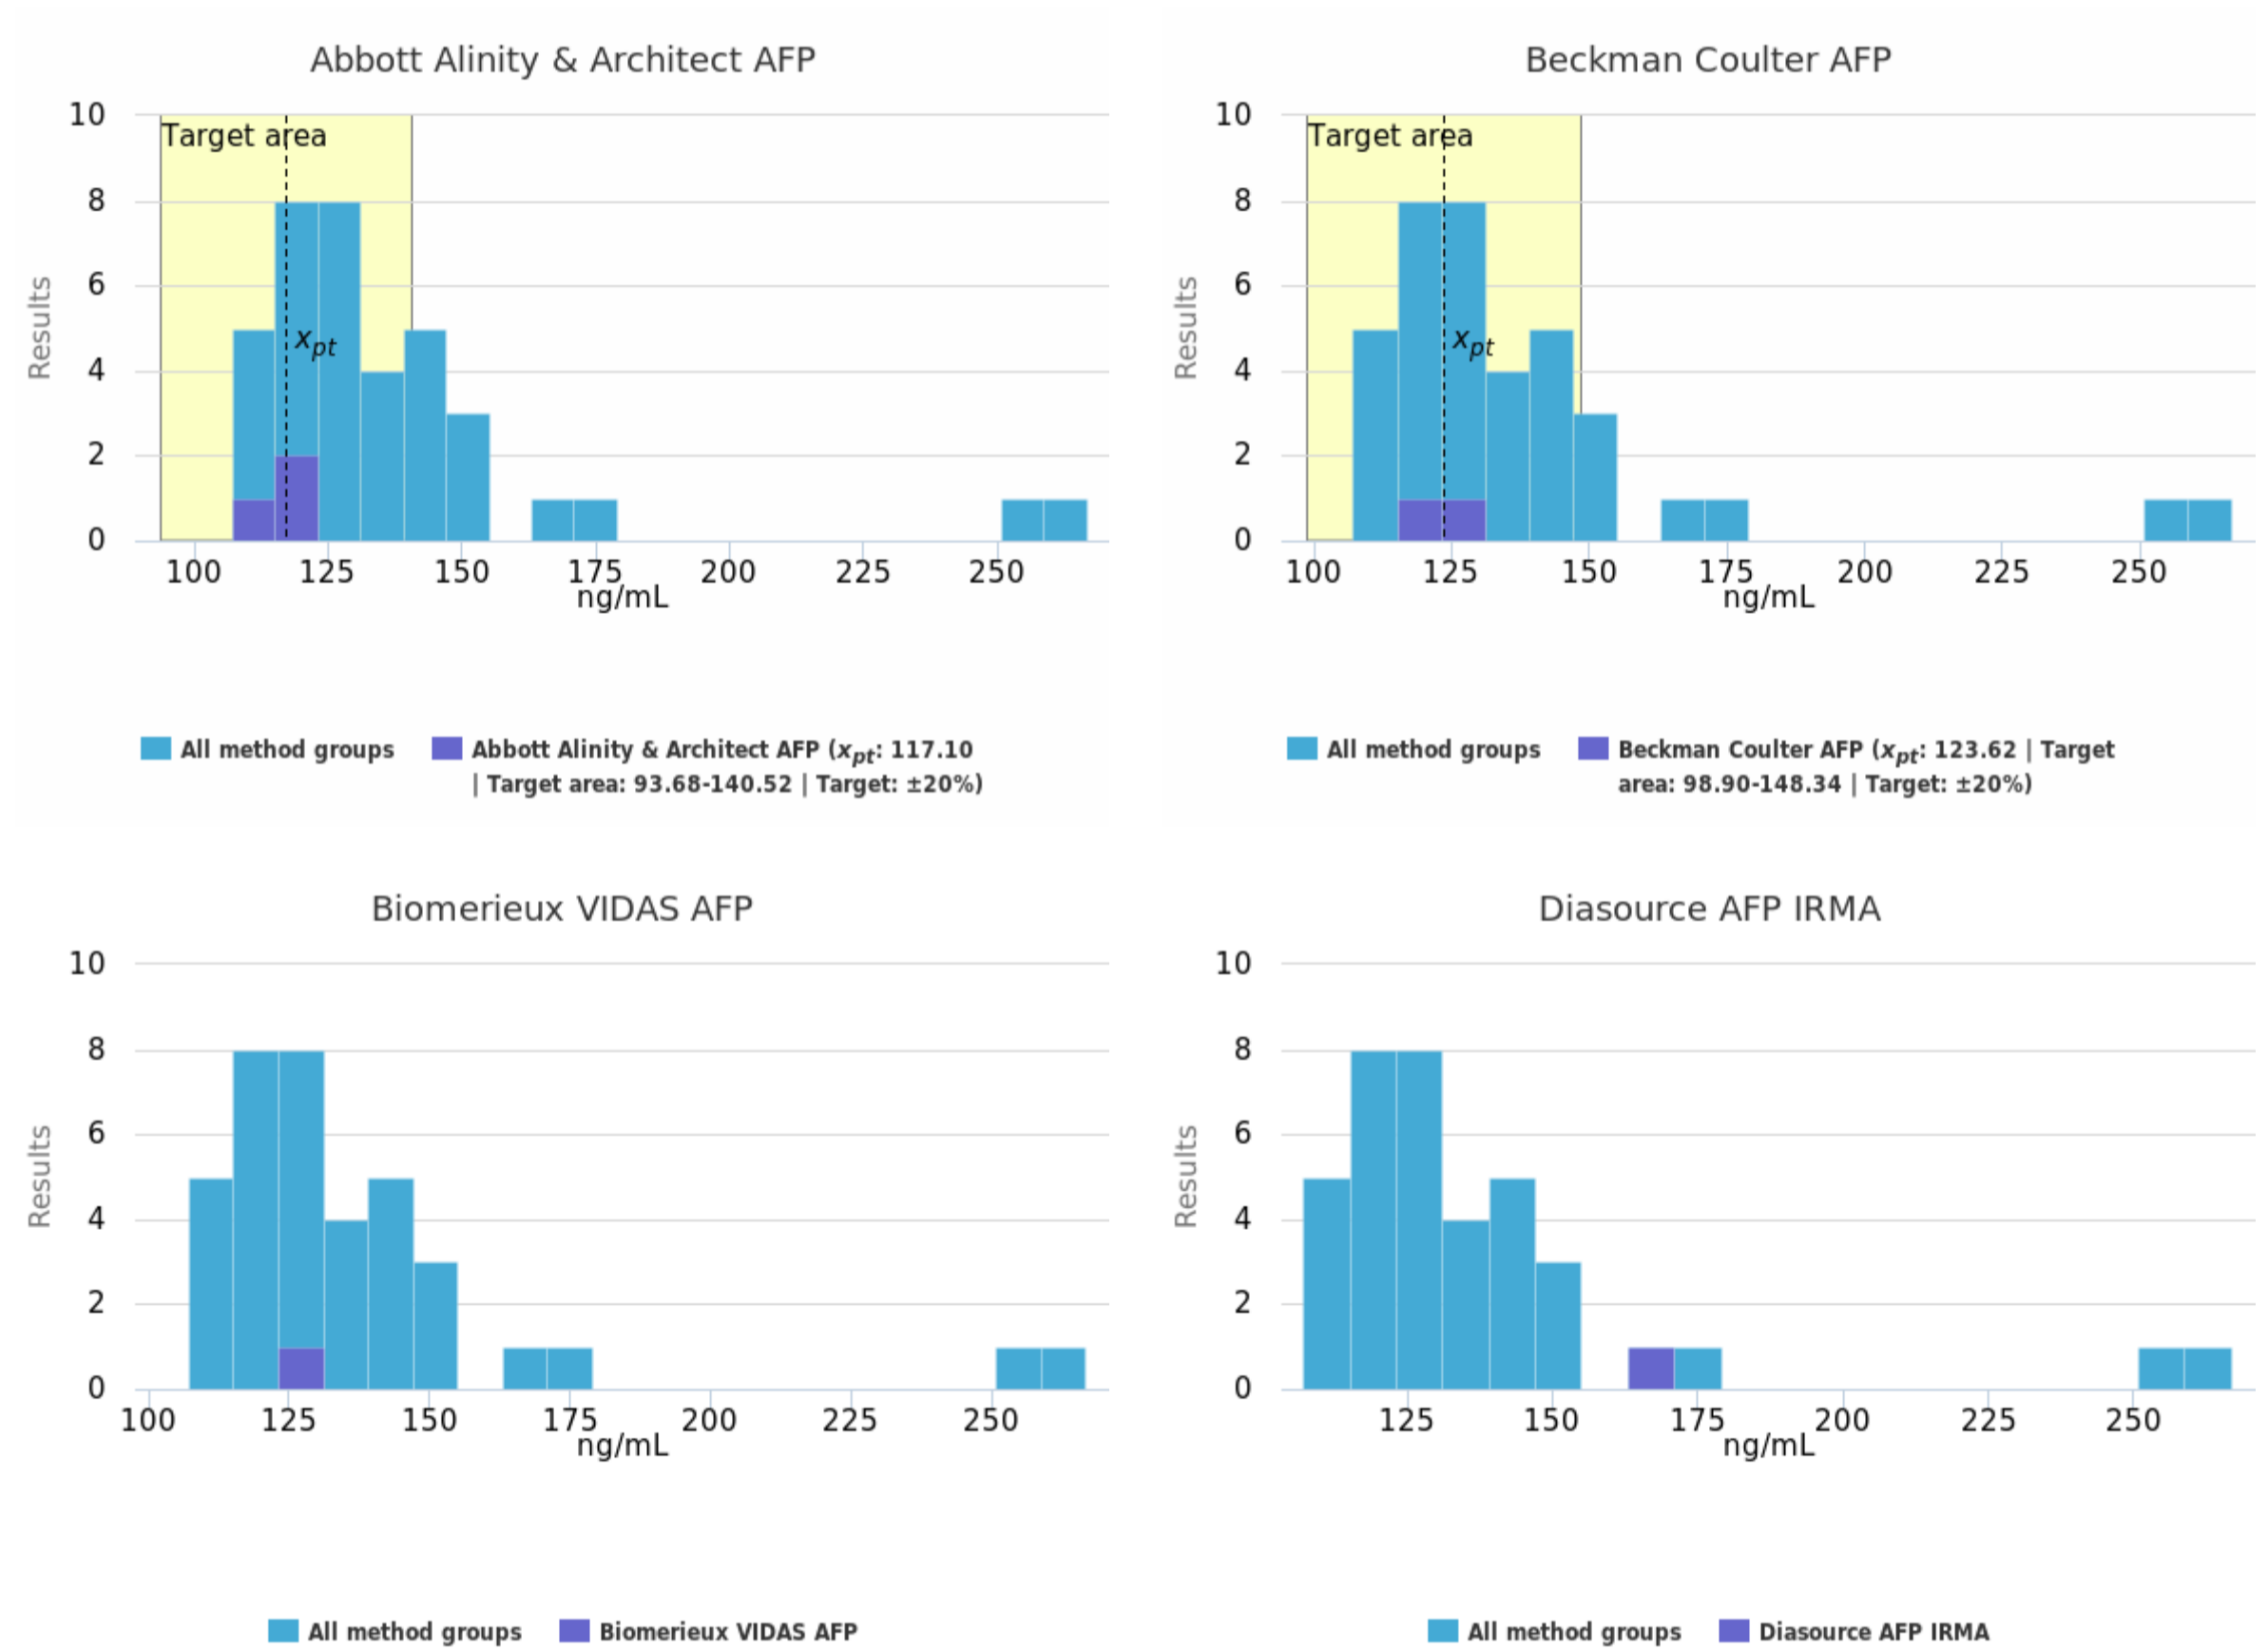 Abbott Alinity & Architect AFP
10
Target area
8
6
xpt
4
2
0
Results
100 125 150 175 200 225 250
ng/mL
All method groups
Abbott Alinity & Architect AFP (xpt: 117.10
| Target area: 93.68-140.52 | Target: ±20%)
Beckman Coulter AFP
10
Target area
8
6
xpt
4
2
0
Results
100 125 150 175 200 225 250
ng/mL
All method groups
Beckman Coulter AFP (xpt: 123.62 | Target
area: 98.90-148.34 | Target: ±20%)
Biomerieux VIDAS AFP
10
8
6
4
2
0
Results
100 125 150 175 200 225 250
ng/mL
All method groups
Biomerieux VIDAS AFP
Diasource AFP IRMA
10
8
6
4
2
0
Results
125 150 175 200 225 250
ng/mL
All method groups
Diasource AFP IRMA